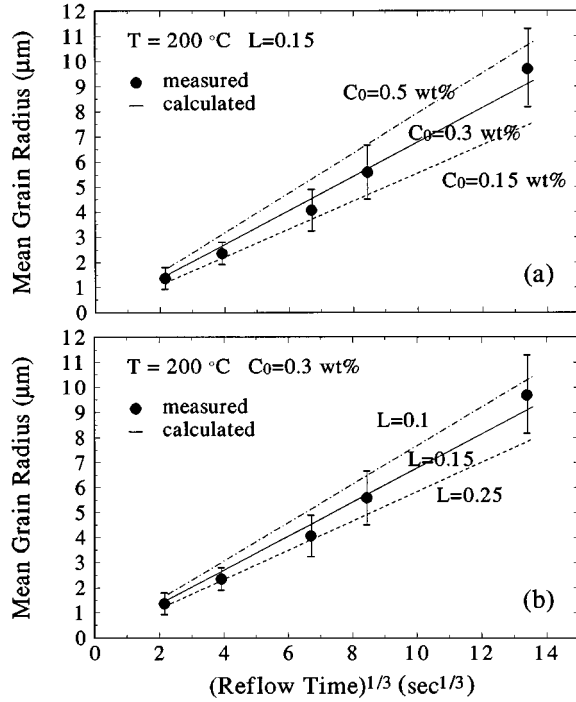 T = 200 °C L=0.15
measured
calculated
C0=0.5 wt%
C0=0.3 wt%
C0=0.15 wt%
(a)
Mean Grain Radius (μm)
0
1
2
3
4
5
6
7
8
9
10
11
12
T = 200 °C C0=0.3 wt%
measured
calculated
L=0.1
L=0.15
L=0.25
(b)
Mean Grain Radius (μm)
0
1
2
3
4
5
6
7
8
9
10
11
12
0 2 4 6 8 10 12 14
(Reflow Time)1/3 (sec1/3)